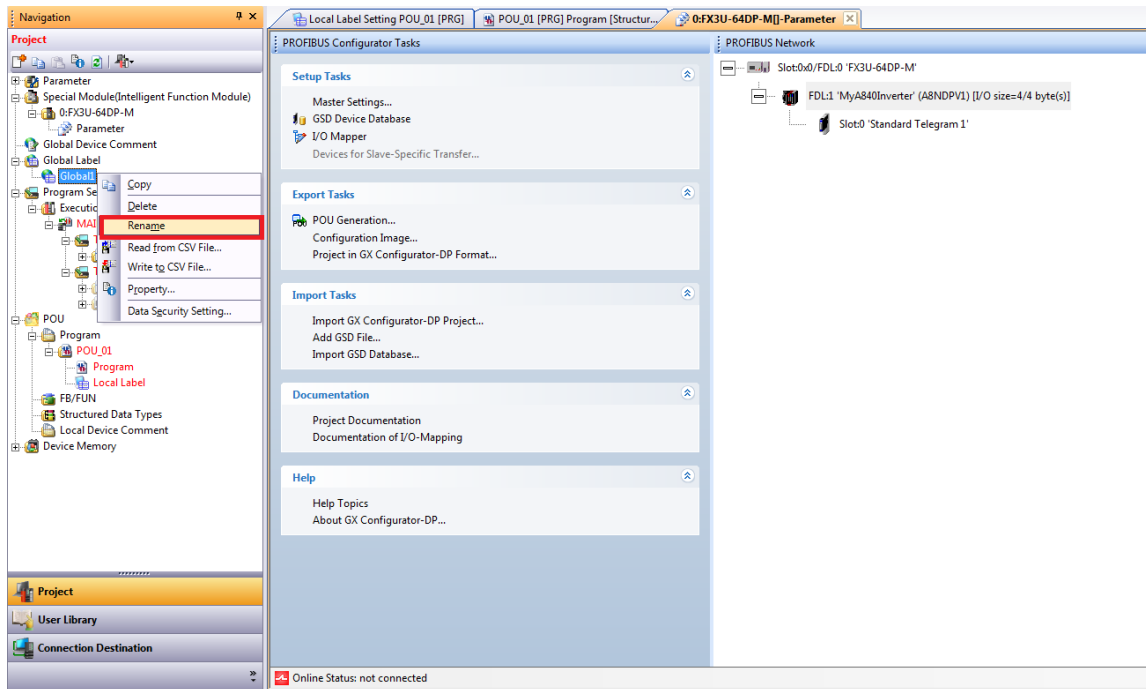 Navigation
Local Label Setting POU_01 [PRG]
POU_01 [PRG] Program [Structur...
0:FX3U-64DP-M[]-Parameter
Project
Parameter
Special Module(Intelligent Function Module)
0:FX3U-64DP-M
Parameter
Global Device Comment
Global Label
Global1
Program Se
Executic
MAI
POU
Program
POU_01
Program
Local Label
FB/FUN
Structured Data Types
Local Device Comment
Device Memory
Copy
Delete
Rename
Read from CSV File...
Write to CSV File...
Property...
Data Security Setting...
Project
User Library
Connection Destination
PROFIBUS Configurator Tasks
Setup Tasks
Master Settings...
GSD Device Database
I/O Mapper
Devices for Slave-Specific Transfer...
Export Tasks
POU Generation...
Configuration Image...
Project in GX Configurator-DP Format...
Import Tasks
Import GX Configurator-DP Project...
Add GSD File...
Import GSD Database...
Documentation
Project Documentation
Documentation of I/O-Mapping
Help
Help Topics
About GX Configurator-DP...
PROFIBUS Network
Slot:0x0/FDL:0 'FX3U-64DP-M'
FDL:1 'MyA840Inverter' (A8NDPV1) [I/O size=4/4 byte(s)]
Slot:0 'Standard Telegram 1'
Online Status: not connected